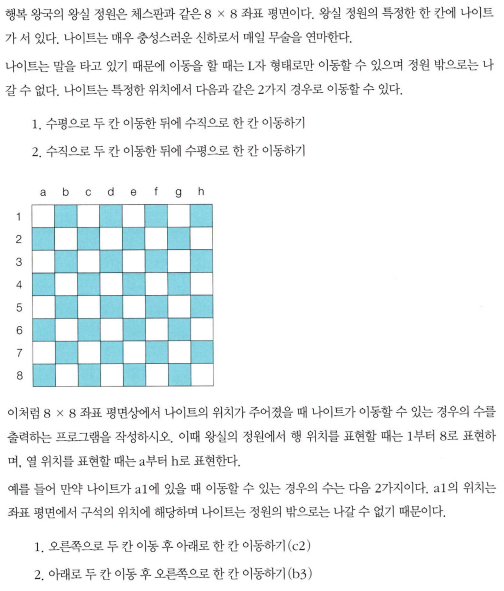 행복 왕국의 왕실 정원은 체스판과 같은 8 × 8 좌표 평면이다. 왕실 정원의 특정한 한 칸에 나이트
가 서 있다. 나이트는 매우 충성스러운 신하로서 매일 무술을 연마한다.
나이트는 말을 타고 있기 때문에 이동을 할 때는 L자 형태로만 이동할 수 있으며 정원 밖으로는 나
갈 수 없다. 나이트는 특정한 위치에서 다음과 같은 2가지 경우로 이동할 수 있다.
1. 수평으로 두 칸 이동한 뒤에 수직으로 한 칸 이동하기
2. 수직으로 두 칸 이동한 뒤에 수평으로 한 칸 이동하기
a b c d e f g h
1
2
3
4
5
6
7
8
이처럼 8 × 8 좌표 평면상에서 나이트의 위치가 주어졌을 때 나이트가 이동할 수 있는 경우의 수를
출력하는 프로그램을 작성하시오. 이때 왕실의 정원에서 행 위치를 표현할 때는 1부터 8로 표현하
며, 열 위치를 표현할 때는 a부터 h로 표현한다.
예를 들어 만약 나이트가 a1에 있을 때 이동할 수 있는 경우의 수는 다음 2가지이다. a1의 위치는
좌표 평면에서 구석의 위치에 해당하며 나이트는 정원의 밖으로는 나갈 수 없기 때문이다.
1. 오른쪽으로 두 칸 이동 후 아래로 한 칸 이동하기(c2)
2. 아래로 두 칸 이동 후 오른쪽으로 한 칸 이동하기(b3)